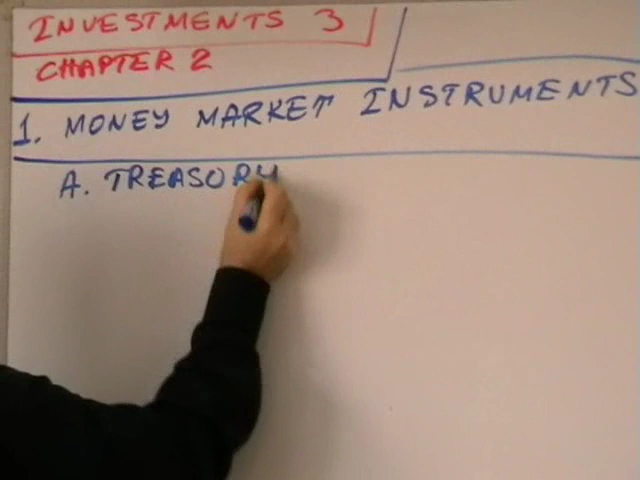 INVESTMENTS 3
CHAPTER 2
1. MONEY MARKET INSTRUMENTS
A. TREASURY